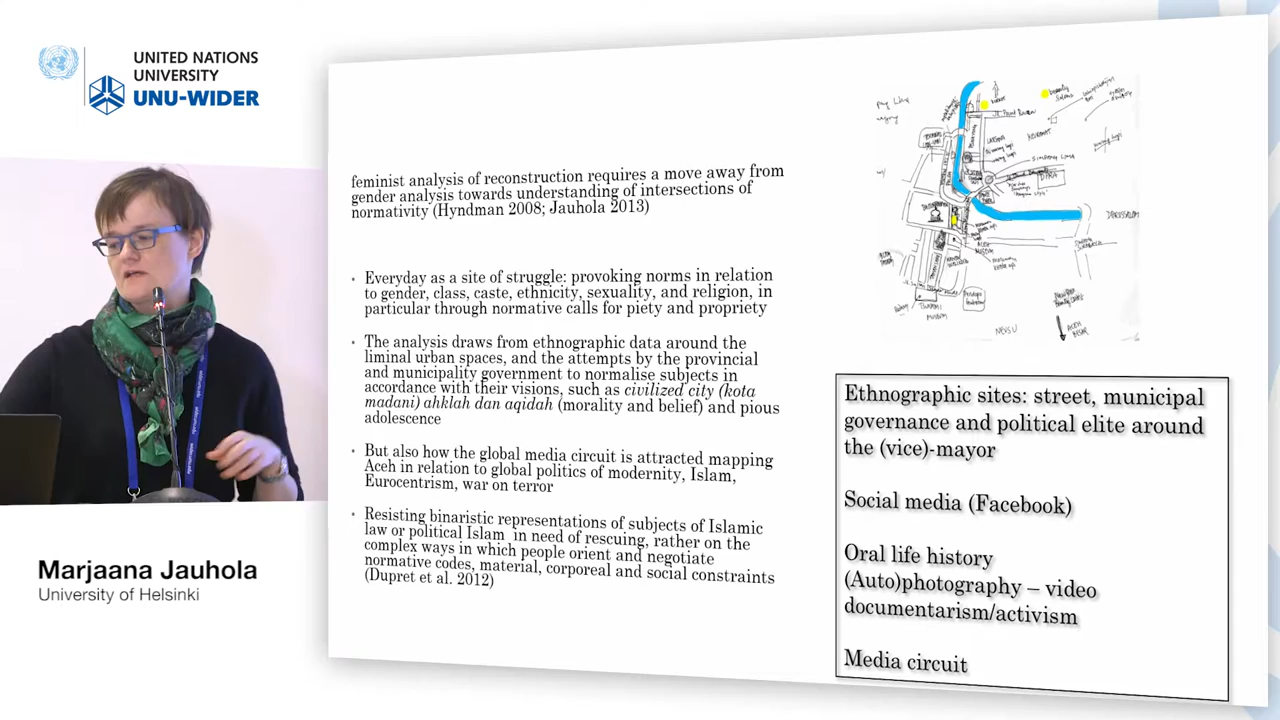 UNITED NATIONS
UNIVERSITY
UNU-WIDER
feminist analysis of reconstruction requires a move away from
gender analysis towards understanding of intersections of
normativity (Hyndman 2008; Jauhola 2013)
• Everyday as a site of struggle: provoking norms in relation
to gender, class, caste, ethnicity, sexuality, and religion, in
particular through normative calls for piety and propriety
• The analysis draws from ethnographic data around the
liminal urban spaces, and the attempts by the provincial
and municipality government to normalise subjects in
accordance with their visions, such as civilized city (kota
madani) ahklah dan aqidah (morality and belief) and pious
adolescence
• But also how the global media circuit is attracted mapping
Aceh in relation to global politics of modernity, Islam,
Eurocentrism, war on terror
• Resisting binaristic representations of subjects of Islamic
law or political Islam in need of rescuing, rather on the
complex ways in which people orient and negotiate
normative codes, material, corporeal and social constraints
(Dupret et al. 2012)
SIMPANG LIMA
DARUSSALAM
TSUNAMI
MUSEUM
ACEH
BESAR
Ethnographic sites: street, municipal
governance and political elite around
the (vice)-mayor
Social media (Facebook)
Oral life history
(Auto)photography – video
documentarism/activism
Media circuit
Marjaana Jauhola
University of Helsinki